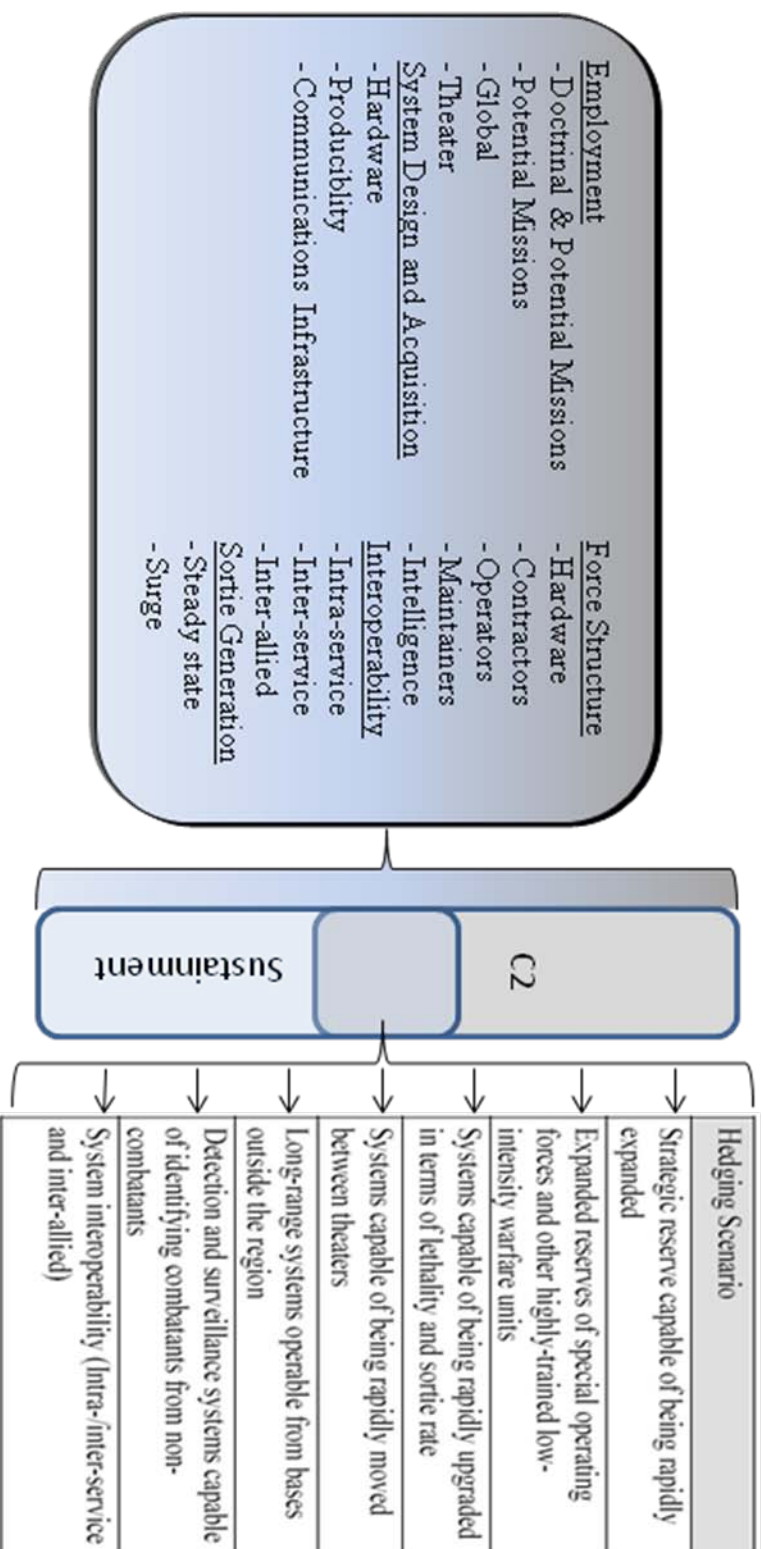 Employment
- Doctrinal & Potential Missions
- Potential Missions
- Global
- Theater
System Design and Acquisition
- Hardware
- Produciblity
- Communications Infrastructure
Force Structure
- Hardware
- Contractors
- Operators
- Maintainers
- Intelligence
Interoperability
- Intra-service
- Inter-service
- Inter-allied
Sortie Generation
- Steady state
- Surge
C2
Sustainment
Hedging Scenario
Strategic reserve capable of being rapidly
expanded
Expanded reserves of special operating
forces and other highly-trained low-
intensity warfare units
Systems capable of being rapidly upgraded
in terms of lethality and sortie rate
Systems capable of being rapidly moved
between theaters
Long-range systems operable from bases
outside the region
Detection and surveillance systems capable
of identifying combatants from non-
combatants
System interoperability (Intra-/inter-service
and inter-allied)